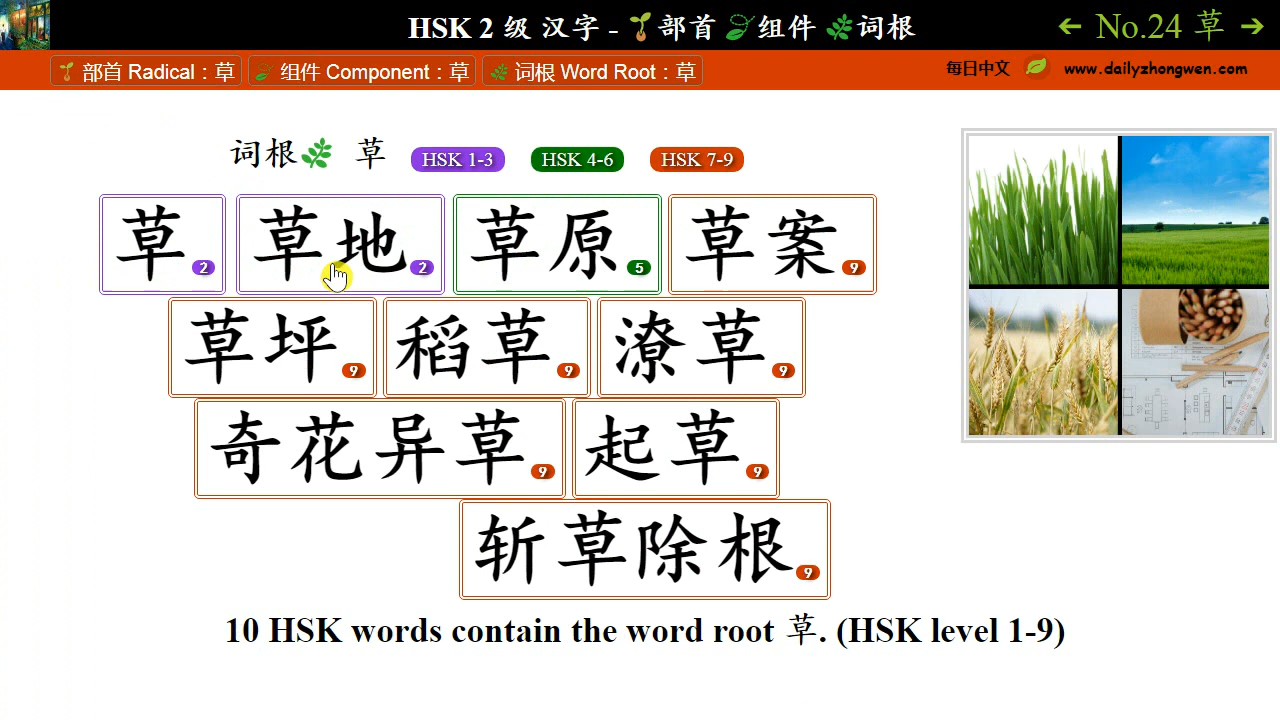 HSK 2 级 汉字 - 部首 组件 词根
← No.24 草 →
部首 Radical：草 组件 Component：草 词根 Word Root：草
每日中文 www.dailyzhongwen.com
词根 草 HSK 1-3 HSK 4-6 HSK 7-9
草 2 草地 2 草原 5 草案 9
草坪 9 稻草 9 潦草 9
奇花异草 9 起草 9
斩草除根 9
10 HSK words contain the word root 草. (HSK level 1-9)